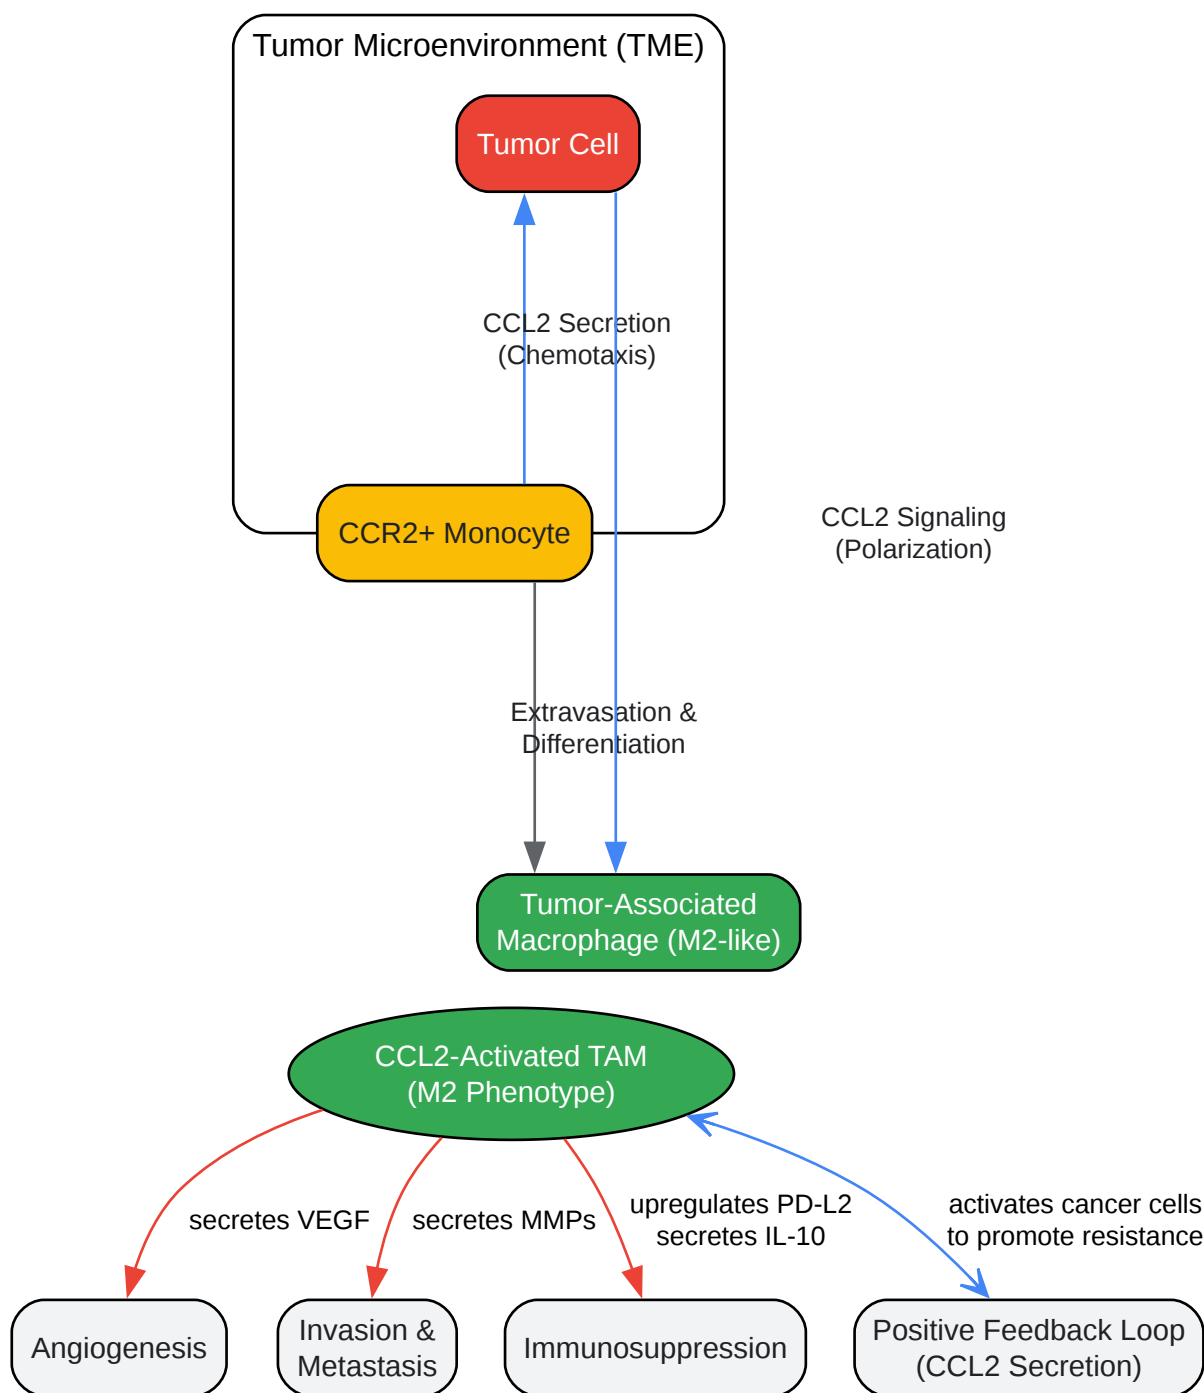 Tumor Microenvironment (TME)
Tumor Cell
CCL2 Secretion
(Chemotaxis)
CCR2+ Monocyte
CCL2 Signaling
(Polarization)
Extravasation &
Differentiation
Tumor-Associated
Macrophage (M2-like)
CCL2-Activated TAM
(M2 Phenotype)
secretes VEGF
secretes MMPs
upregulates PD-L2
secretes IL-10
activates cancer cells
to promote resistance
Angiogenesis
Invasion &
Metastasis
Immunosuppression
Positive Feedback Loop
(CCL2 Secretion)